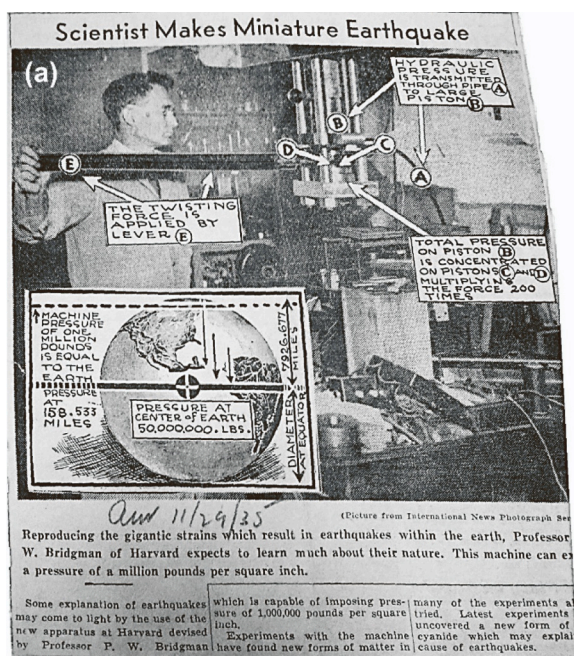 Scientist Makes Miniature Earthquake
(a)
HYDRAULIC
PRESSURE
IS TRANSMITTED
THROUGH PIPE A
TO LARGE
PISTON B
B
D
C
A
E
THE TWISTING
FORCE IS
APPLIED BY
LEVER E
TOTAL PRESSURE
ON PISTON B
IS CONCENTRATED
ON PISTONS C AND D
MULTIPLYING
THE FORCE 200
TIMES
MACHINE
PRESSURE
OF ONE
MILLION
POUNDS
IS EQUAL
TO THE
EARTH
PRESSURE
AT
158.533
MILES
PRESSURE AT
CENTER OF EARTH
50,000,000. LBS.
DIAMETER
AT EQUATOR=
7926.677
MILES
11/29/35
(Picture from International News Photograph Ser
Reproducing the gigantic strains which result in earthquakes within the earth, Professor
W. Bridgman of Harvard expects to learn much about their nature. This machine can ex
a pressure of a million pounds per square inch.
Some explanation of earthquakes
may come to light by the use of the
new apparatus at Harvard devised
by Professor P. W. Bridgman
which is capable of imposing pres-
sure of 1,000,000 pounds per square
inch.
Experiments with the machine
have found new forms of matter in
many of the experiments al
tried. Latest experiments
uncovered a new form of
cyanide which may explai
cause of earthquakes.